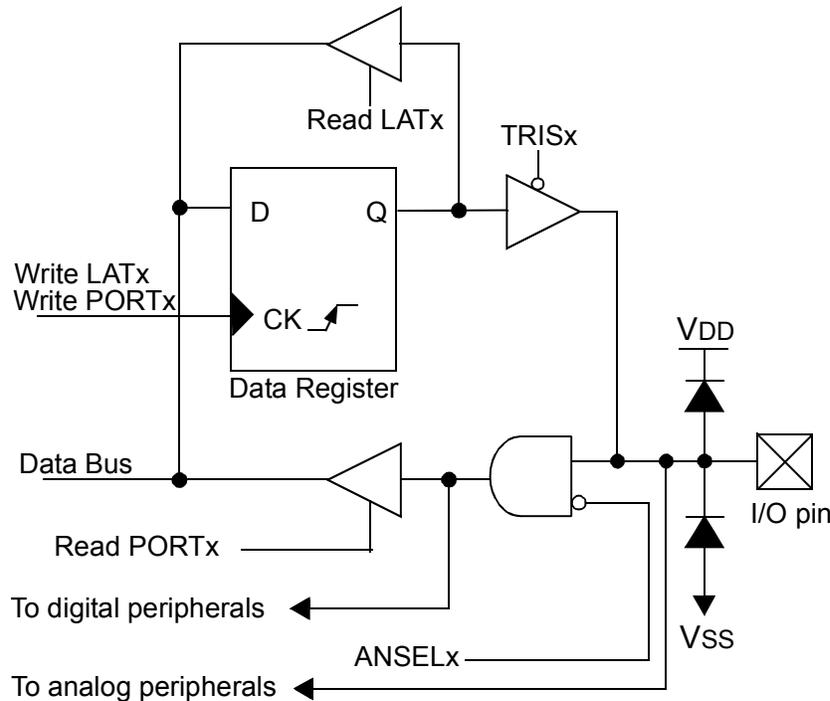 Read LATx
TRISx
D
Q
Write LATx
Write PORTx
CK
VDD
Data Register
Data Bus
I/O pin
Read PORTx
To digital peripherals
VSS
ANSELx
To analog peripherals